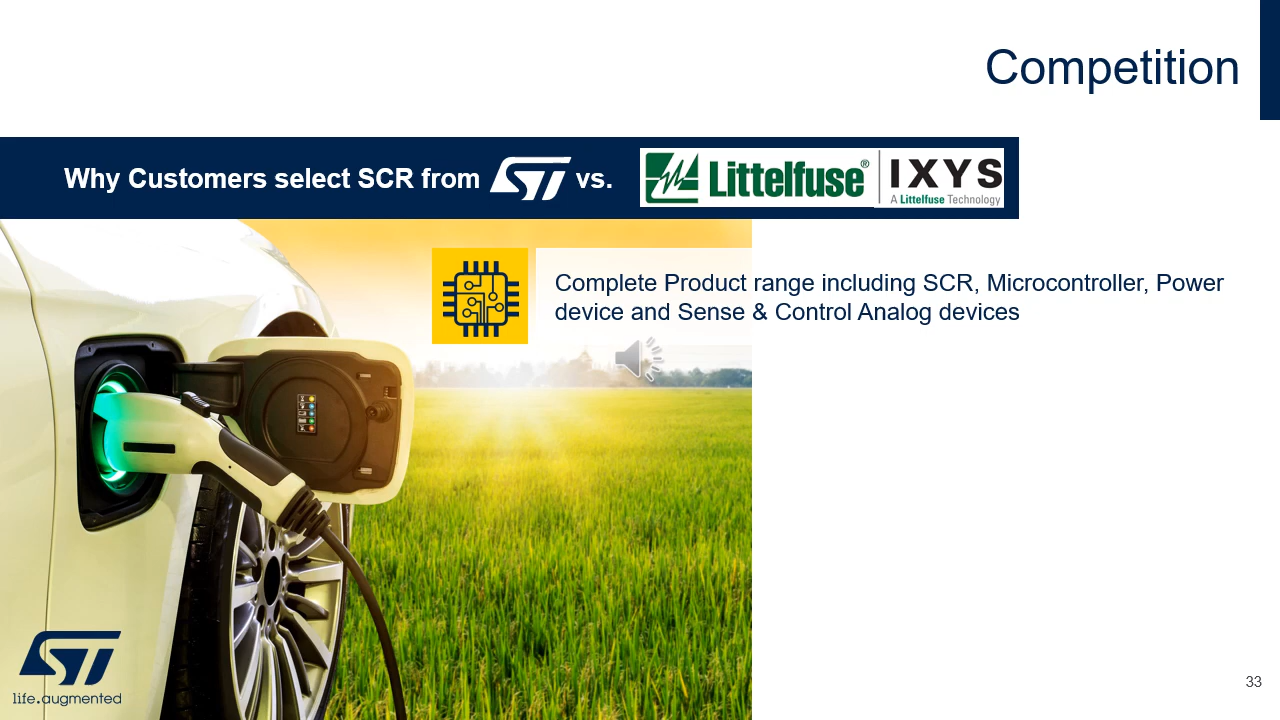 Competition
Why Customers select SCR from ST vs. Littelfuse® IXYS
A Littelfuse Technology
Complete Product range including SCR, Microcontroller, Power
device and Sense & Control Analog devices
ST
life.augmented
33